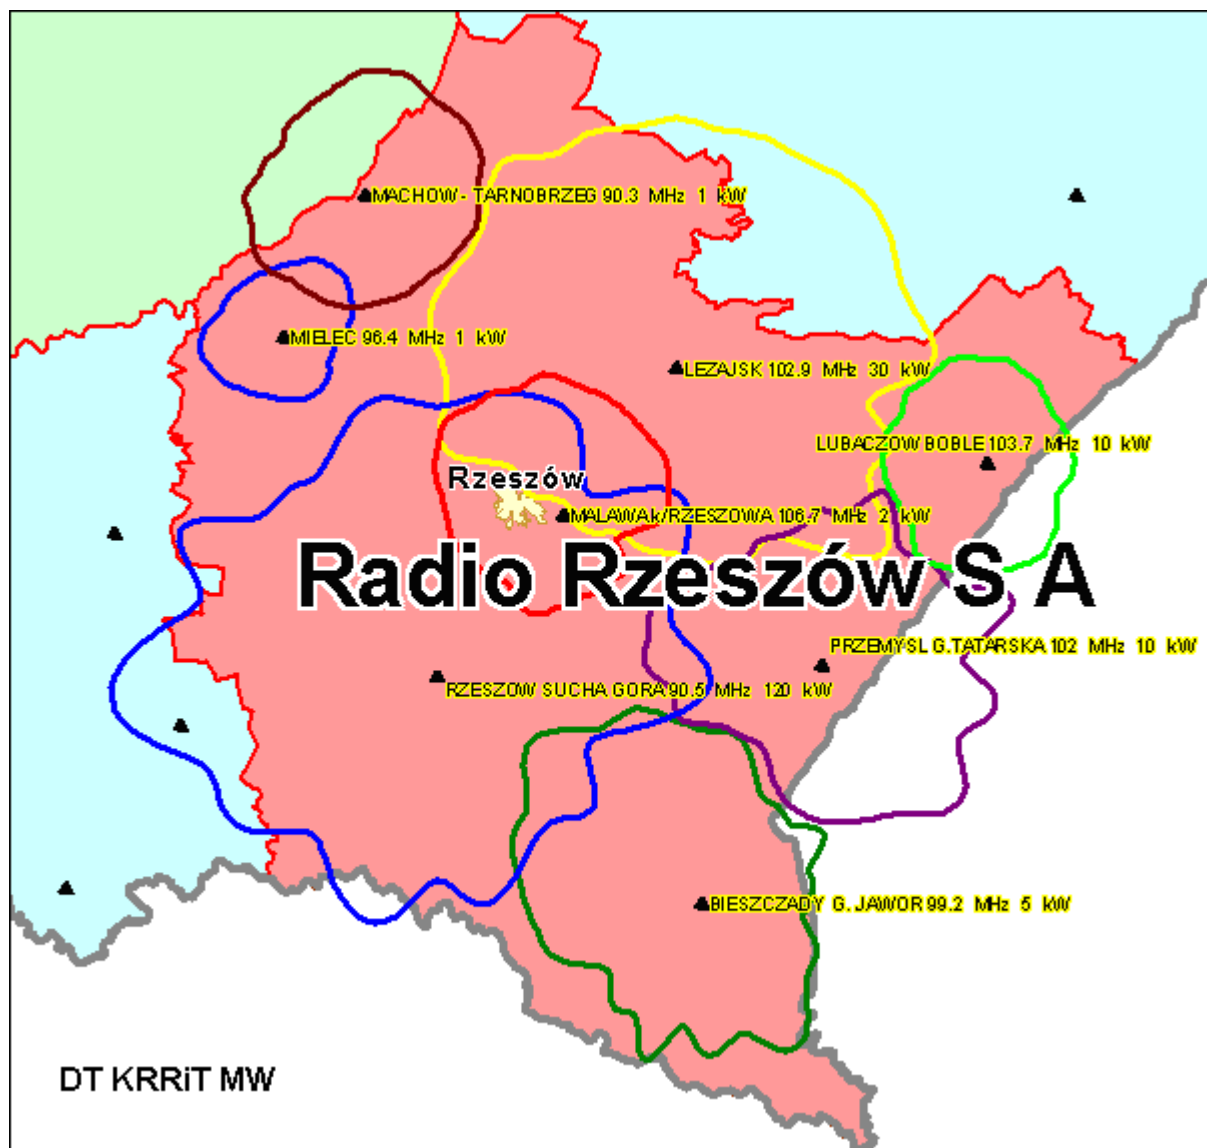 MACHOW - TARNOBRZEG 90.3 MHz 1 kW
MIELEC 96.4 MHz 1 kW
LEZAJSK 102.9 MHz 30 kW
LUBACZOW BOBLE 103.7 MHz 10 kW
Rzeszów
MALAWA k/RZESZOWA 106.7 MHz 2 kW
Radio Rzeszów S A
PRZEMYSL G.TATARSKA 102 MHz 10 kW
RZESZOW SUCHA GORA 90.5 MHz 120 kW
BIESZCZADY G. JAWOR 99.2 MHz 5 kW
DT KRRiT MW